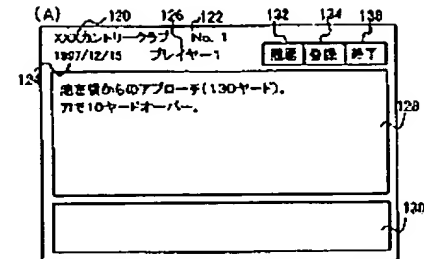 (A)
120 126 122 132 134 138
XXXカントリークラブ No. 1
1997/12/15 プレイヤー1 履歴 登録 終了
124
池を横からのアプローチ(130ヤード)。
7Iで10ヤードオーバー。
128
130